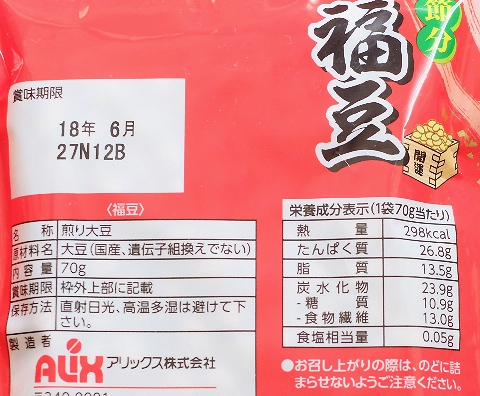 節分
福豆
開運
賞味期限
18年 6月
27N12B
〈福豆〉
名 称 煎り大豆
原材料名 大豆(国産、遺伝子組換えでない)
内 容 量 70g
賞味期限 枠外上部に記載
保存方法 直射日光、高温多湿は避けて下
さい。
製造者
ALiX アリックス株式会社
栄養成分表示(1袋70g当たり)
熱 量 298kcal
たんぱく質 26.8g
脂 質 13.5g
炭水化物 23.9g
-糖 質 10.9g
-食物繊維 13.0g
食塩相当量 0.05g
●お召し上がりの際は、のどに詰
まらせないようご注意ください。